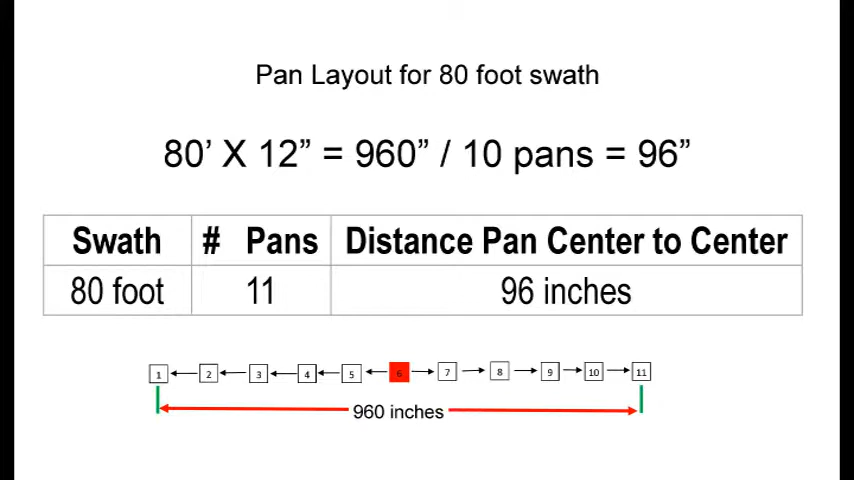 Pan Layout for 80 foot swath
80’ X 12” = 960” / 10 pans = 96”
Swath # Pans Distance Pan Center to Center
80 foot 11 96 inches
1 2 3 4 5 6 7 8 9 10 11
960 inches